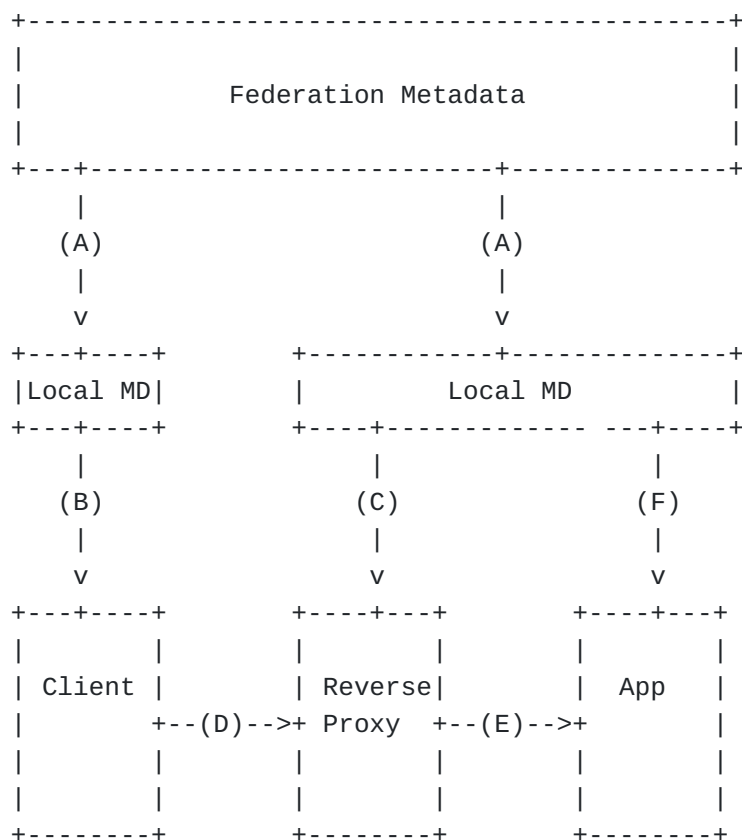 Federation Metadata
(A) (A)
Local MD Local MD
(B) (C) (F)
Client Reverse App
(D) Proxy (E)